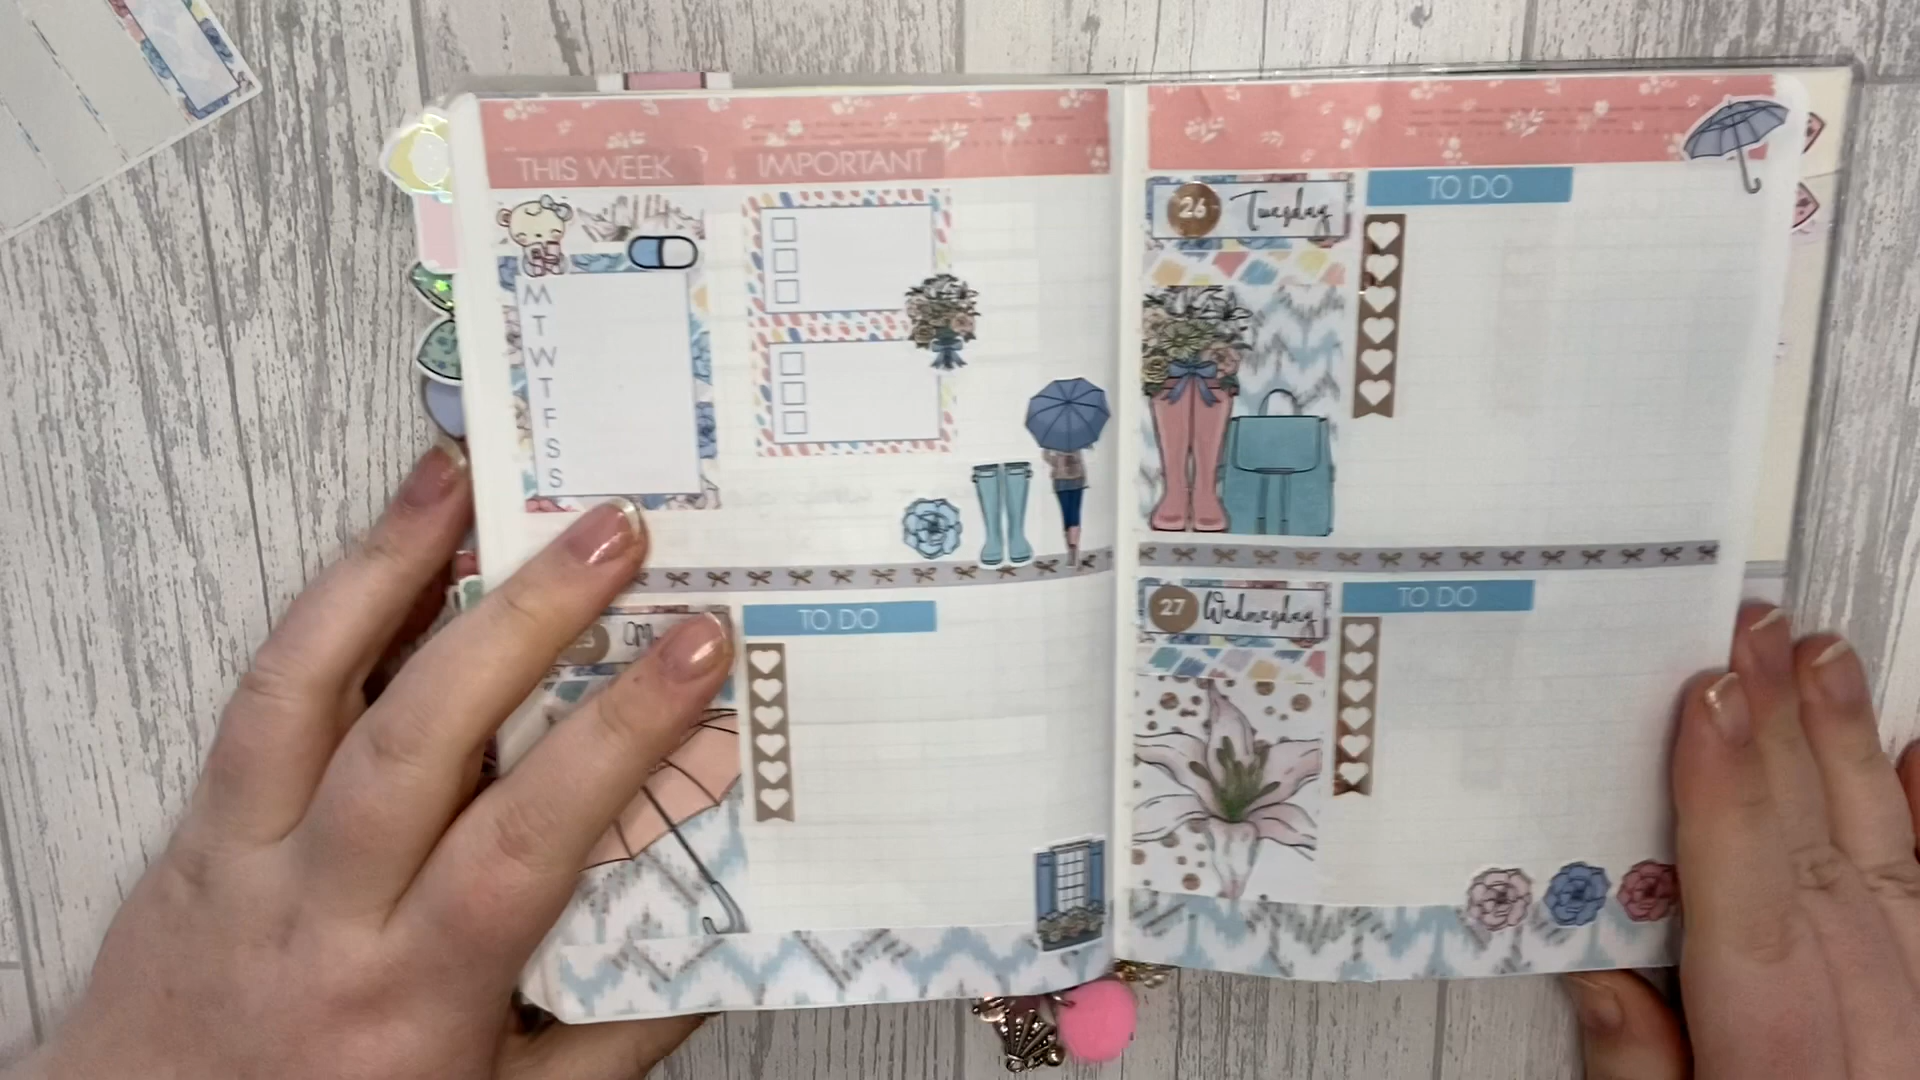 THIS WEEK
IMPORTANT
M
T
W
T
F
S
S
TO DO
26 Tuesday
TO DO
27 Wednesday
TO DO